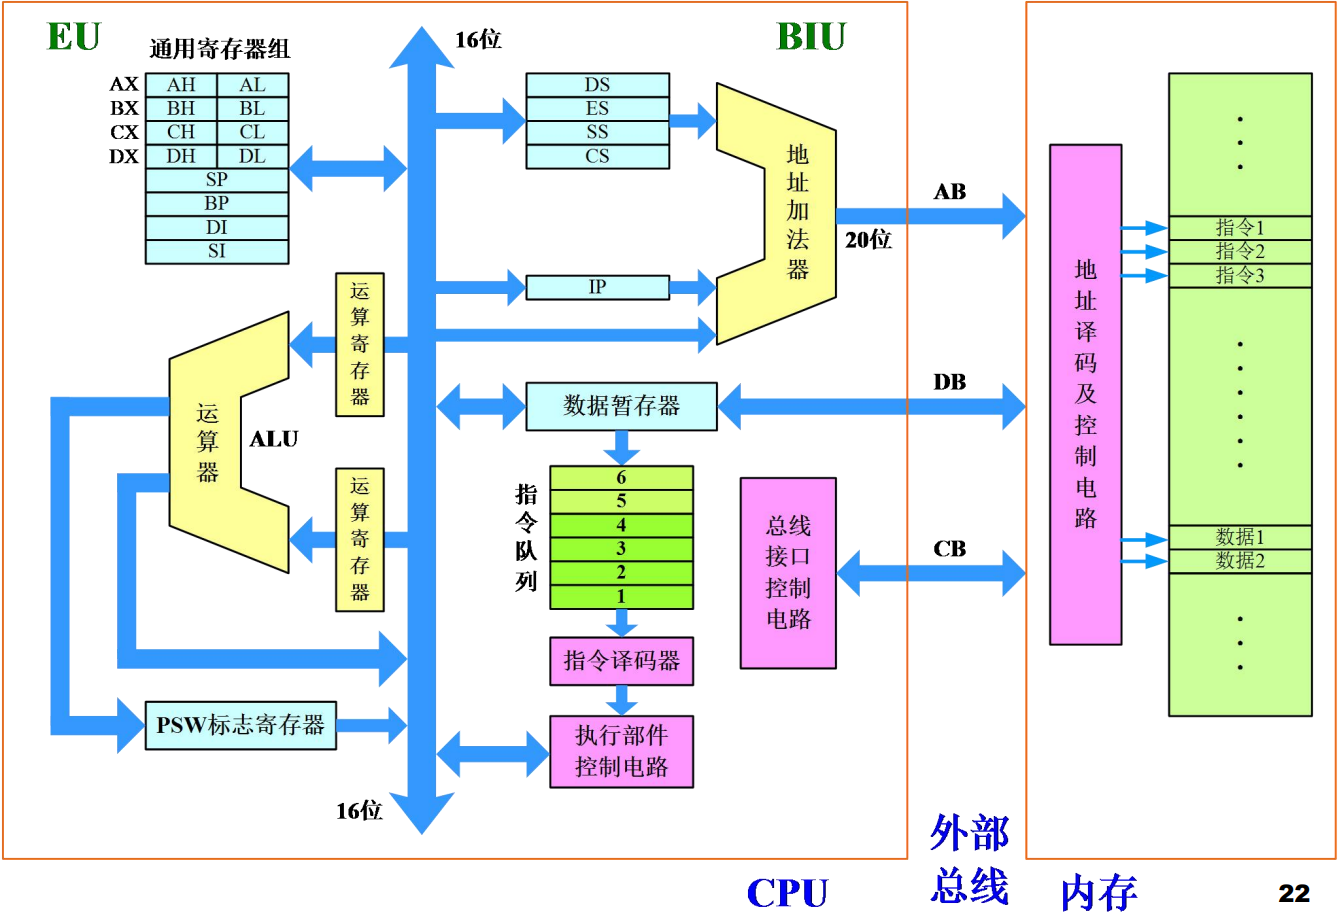 EU
BIU
通用寄存器组
16位
AX AH AL
BX BH BL
CX CH CL
DX DH DL
SP
BP
DI
SI
DS
ES
SS
CS
地址加法器
AB
20位
IP
运算寄存器
运算器
ALU
运算寄存器
数据暂存器
DB
指令队列
6
5
4
3
2
1
总线
接口
控制
电路
CB
指令译码器
执行部件
控制电路
PSW标志寄存器
16位
地址译码及控制电路
指令1
指令2
指令3
数据1
数据2
CPU
外部
总线
内存
22